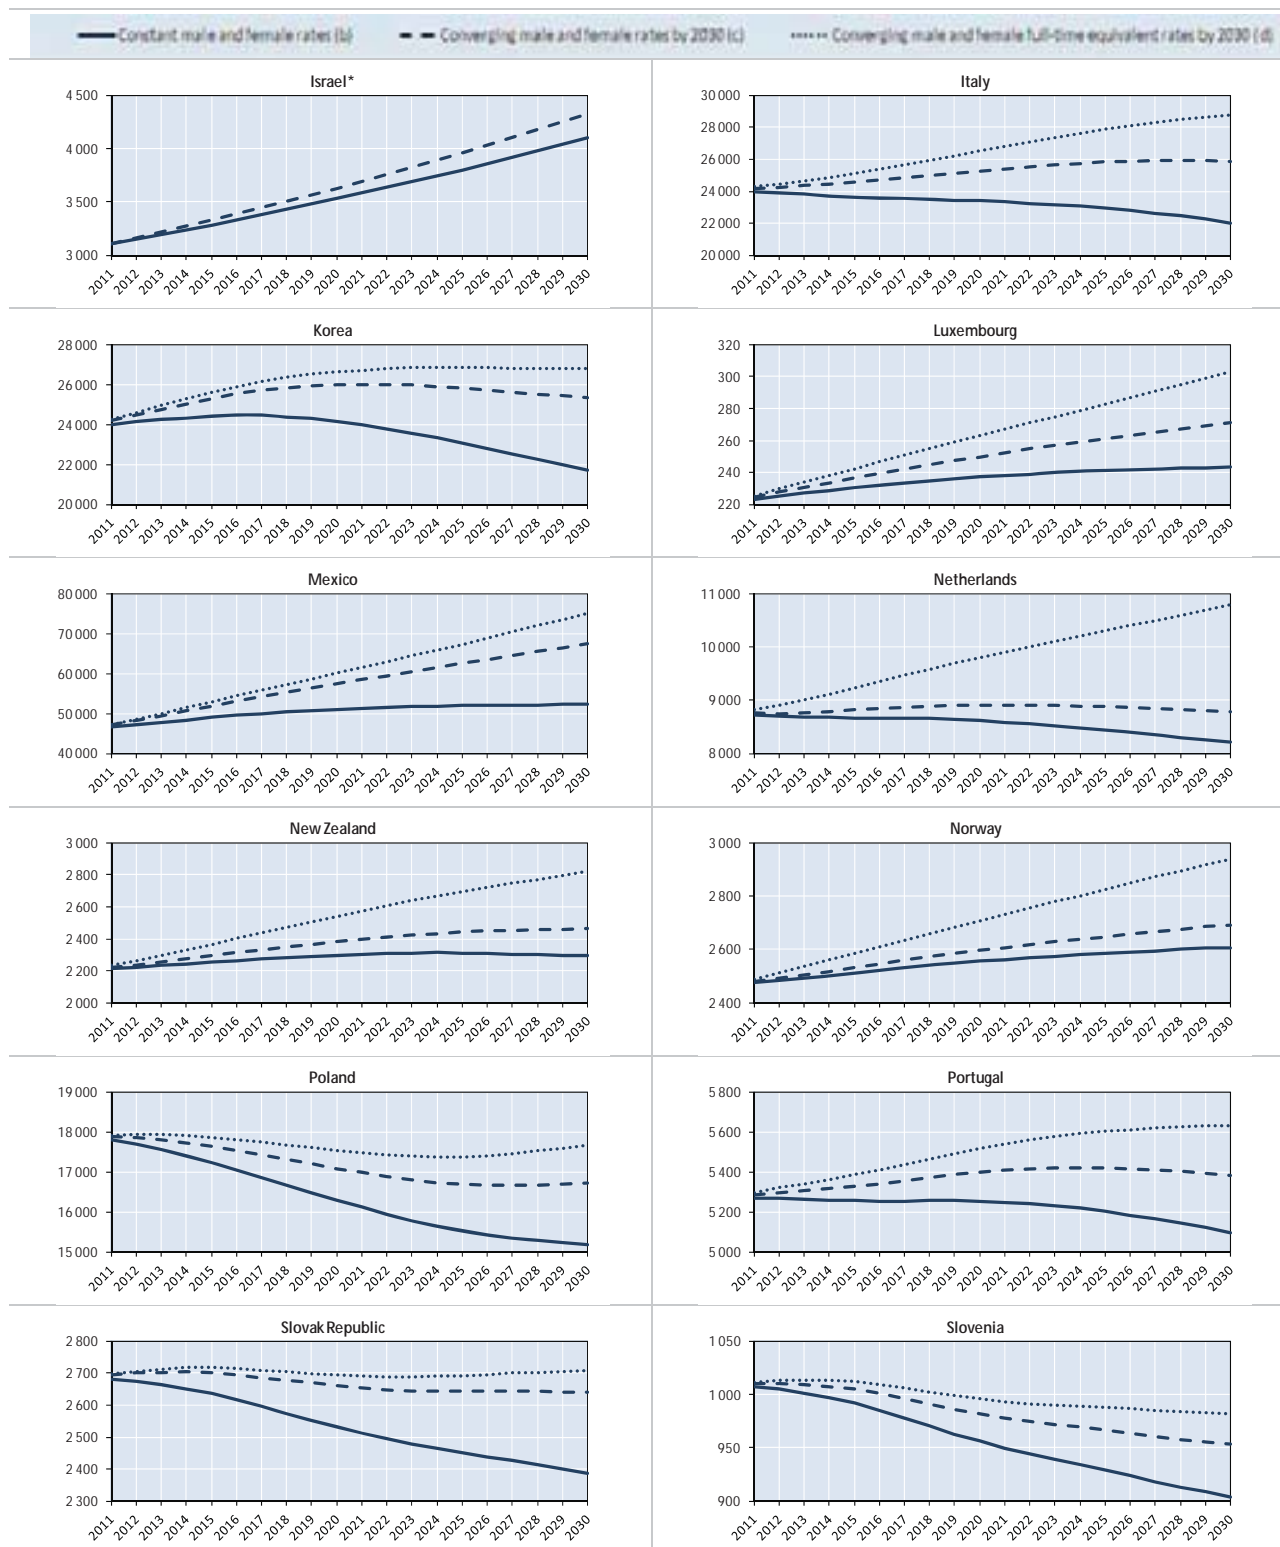 Constant male and female rates (b) Converging male and female rates by 2030 (c) Converging male and female full-time equivalent rates by 2030 (d)
Israel* Italy
4 500 30 000
28 000
4 000 26 000
24 000
3 500 22 000
3 000 20 000
2011 2012 2013 2014 2015 2016 2017 2018 2019 2020 2021 2022 2023 2024 2025 2026 2027 2028 2029 2030 2011 2012 2013 2014 2015 2016 2017 2018 2019 2020 2021 2022 2023 2024 2025 2026 2027 2028 2029 2030
Korea Luxembourg
28 000 320
300
26 000 280
24 000 260
22 000 240
20 000 220
2011 2012 2013 2014 2015 2016 2017 2018 2019 2020 2021 2022 2023 2024 2025 2026 2027 2028 2029 2030 2011 2012 2013 2014 2015 2016 2017 2018 2019 2020 2021 2022 2023 2024 2025 2026 2027 2028 2029 2030
Mexico Netherlands
80 000 11 000
70 000 10 000
60 000
50 000 9 000
40 000 8 000
2011 2012 2013 2014 2015 2016 2017 2018 2019 2020 2021 2022 2023 2024 2025 2026 2027 2028 2029 2030 2011 2012 2013 2014 2015 2016 2017 2018 2019 2020 2021 2022 2023 2024 2025 2026 2027 2028 2029 2030
New Zealand Norway
3 000 3 000
2 800 2 800
2 600
2 400 2 600
2 200
2 000 2 400
2011 2012 2013 2014 2015 2016 2017 2018 2019 2020 2021 2022 2023 2024 2025 2026 2027 2028 2029 2030 2011 2012 2013 2014 2015 2016 2017 2018 2019 2020 2021 2022 2023 2024 2025 2026 2027 2028 2029 2030
Poland Portugal
19 000 5 800
18 000 5 600
17 000 5 400
16 000 5 200
15 000 5 000
2011 2012 2013 2014 2015 2016 2017 2018 2019 2020 2021 2022 2023 2024 2025 2026 2027 2028 2029 2030 2011 2012 2013 2014 2015 2016 2017 2018 2019 2020 2021 2022 2023 2024 2025 2026 2027 2028 2029 2030
Slovak Republic Slovenia
2 800 1 050
2 700 1 000
2 600
2 500 950
2 400
2 300 900
2011 2012 2013 2014 2015 2016 2017 2018 2019 2020 2021 2022 2023 2024 2025 2026 2027 2028 2029 2030 2011 2012 2013 2014 2015 2016 2017 2018 2019 2020 2021 2022 2023 2024 2025 2026 2027 2028 2029 2030